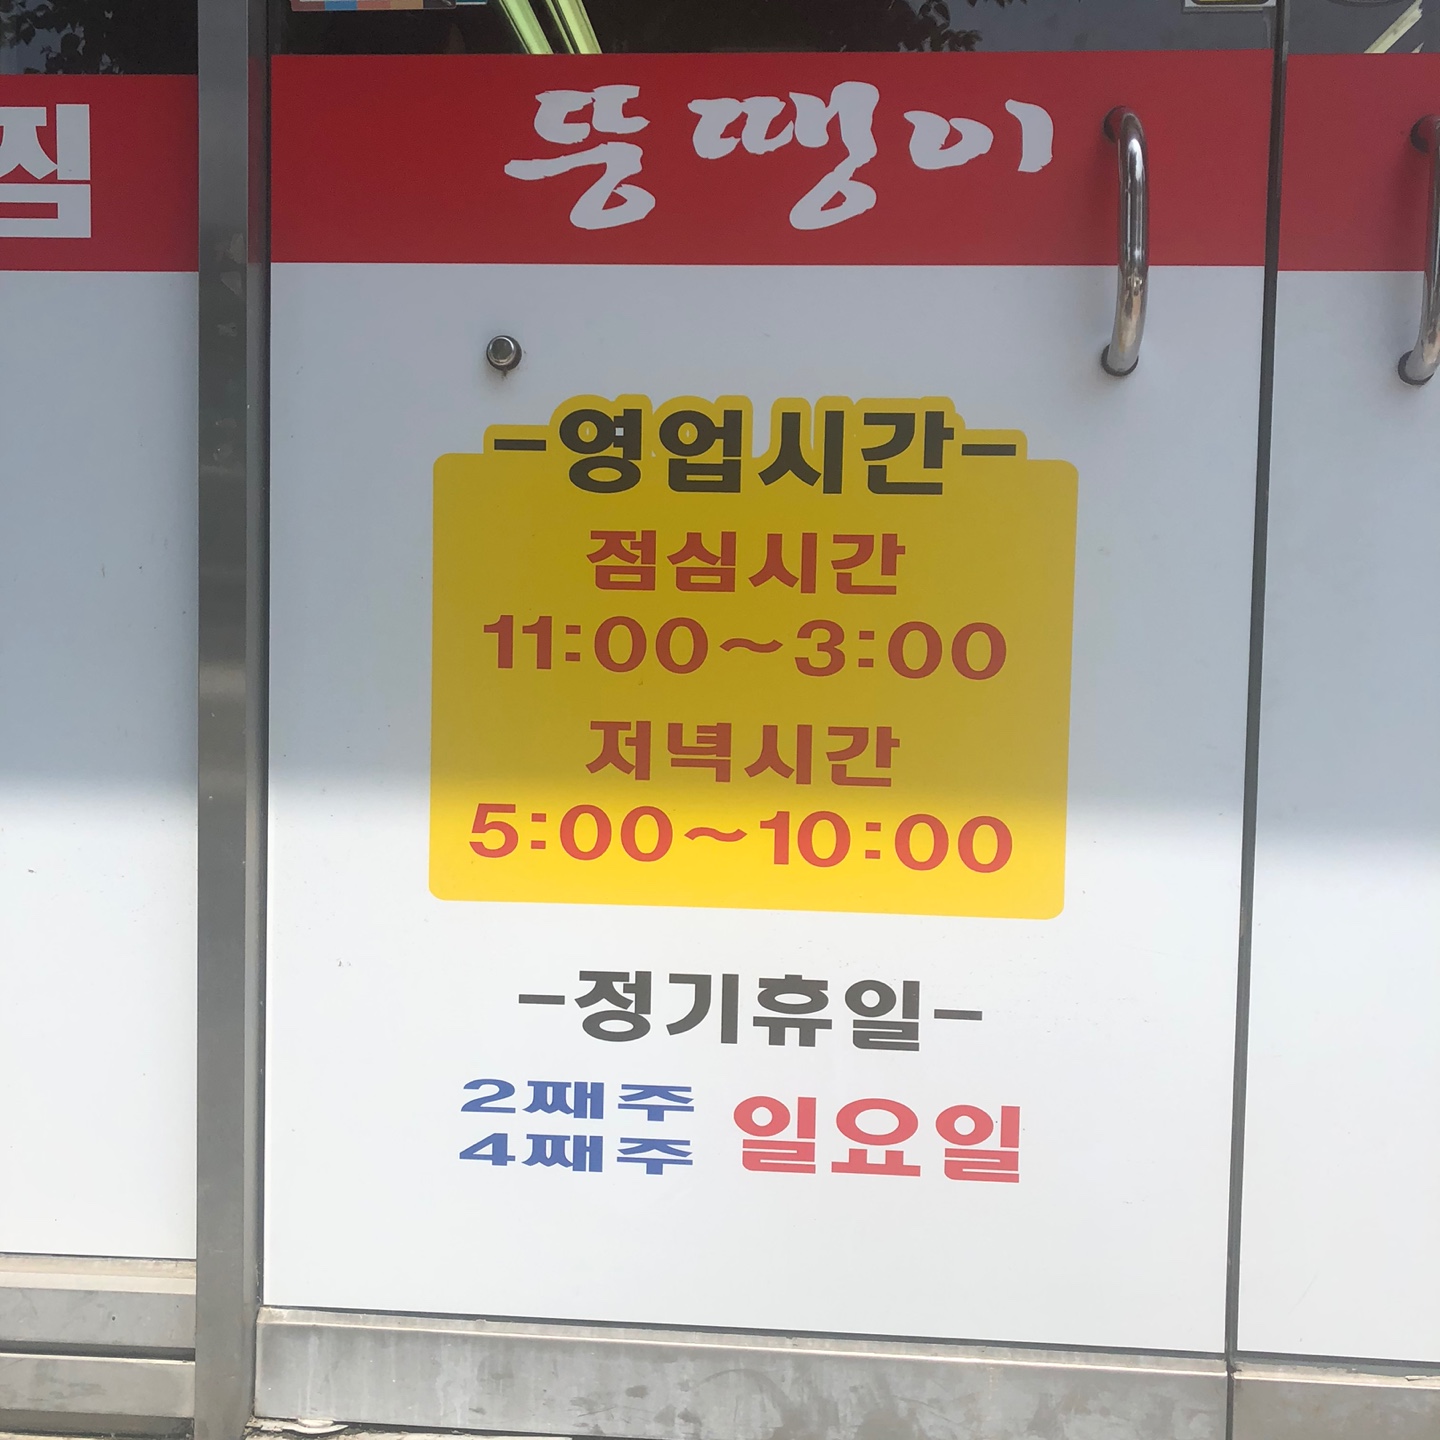 짐
뚱땡이
-영업시간-
점심시간
11:00~3:00
저녁시간
5:00~10:00
-정기휴일-
2째주
4째주
일요일